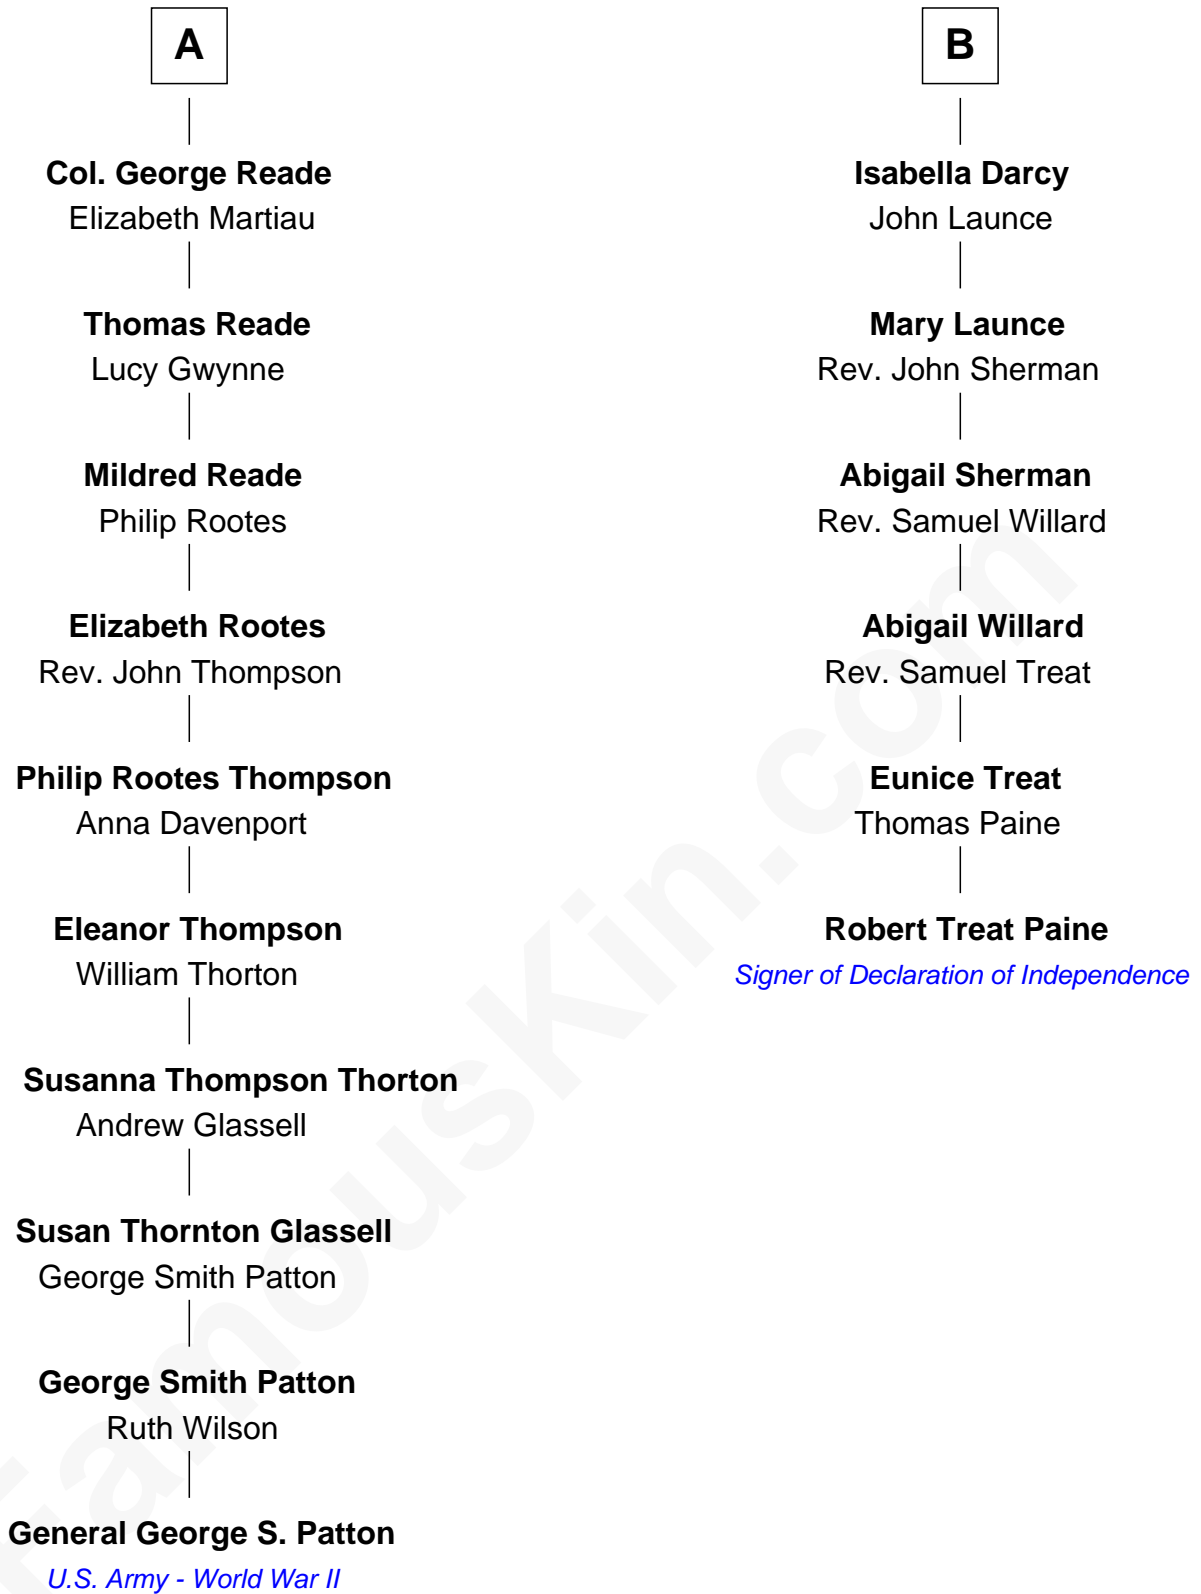 A
Col. George Reade
Elizabeth Martiau
Thomas Reade
Lucy Gwynne
Mildred Reade
Philip Rootes
Elizabeth Rootes
Rev. John Thompson
Philip Rootes Thompson
Anna Davenport
Eleanor Thompson
William Thorton
Susanna Thompson Thorton
Andrew Glassell
Susan Thornton Glassell
George Smith Patton
George Smith Patton
Ruth Wilson
General George S. Patton
U.S. Army - World War II
B
Isabella Darcy
John Launce
Mary Launce
Rev. John Sherman
Abigail Sherman
Rev. Samuel Willard
Abigail Willard
Rev. Samuel Treat
Eunice Treat
Thomas Paine
Robert Treat Paine
Signer of Declaration of Independence
FamousKin.com